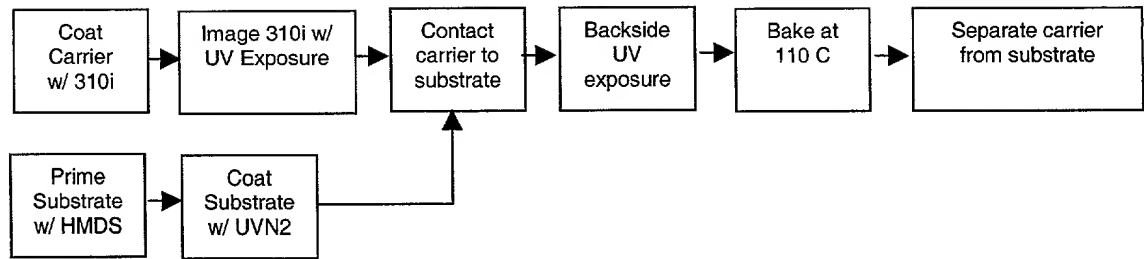 Coat
Carrier
w/ 310i
Image 310i w/
UV Exposure
Contact
carrier to
substrate
Backside
UV
exposure
Bake at
110 C
Separate carrier
from substrate
Prime
Substrate
w/ HMDS
Coat
Substrate
w/ UVN2